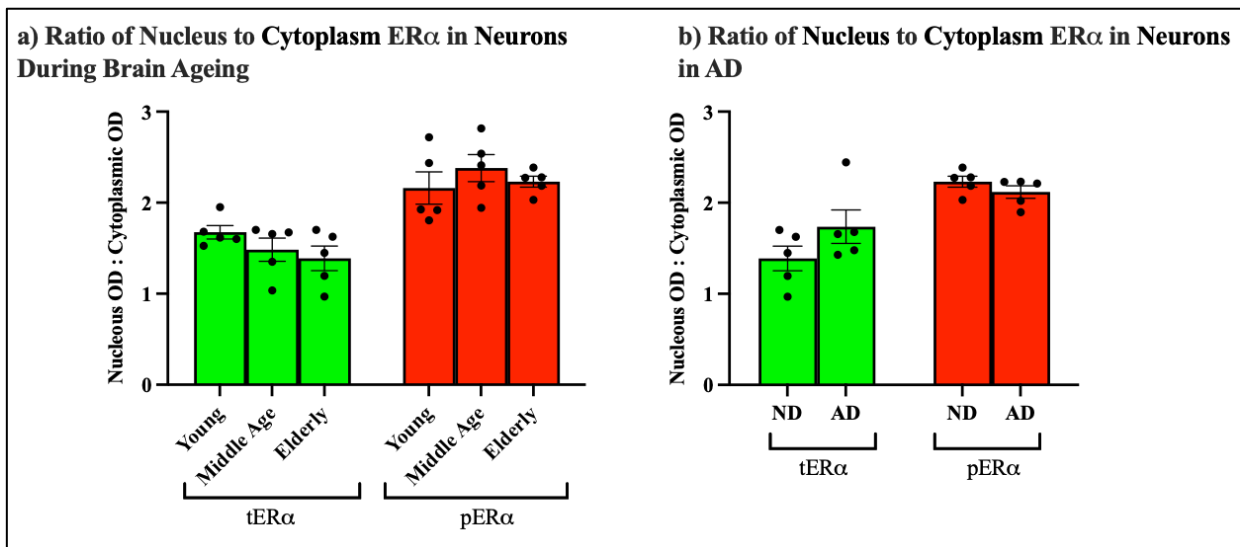 a) Ratio of Nucleus to Cytoplasm ERα in Neurons
During Brain Ageing
Nucleous OD : Cytoplasmic OD
3
2
1
0
Young
Middle Age
Elderly
Young
Middle Age
Elderly
tERα
pERα
b) Ratio of Nucleus to Cytoplasm ERα in Neurons
in AD
Nucleous OD : Cytoplasmic OD
3
2
1
0
ND
AD
ND
AD
tERα
pERα